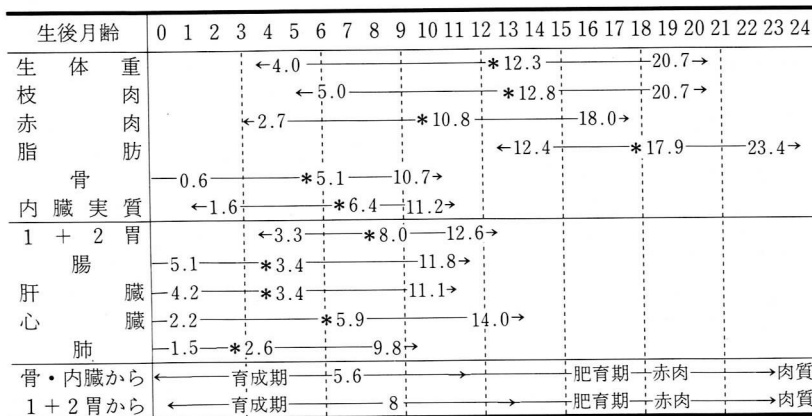 生後月齢 0 1 2 3 4 5 6 7 8 9 10 11 12 13 14 15 16 17 18 19 20 21 22 23 24
生体重 ←4.0 *12.3 20.7→
枝肉 ←5.0 *12.8 20.7→
赤肉 ←2.7 *10.8 18.0→
脂肪 ←12.4 *17.9 23.4→
骨 0.6 *5.1 10.7→
内臓実質 ←1.6 *6.4 11.2→
1+2胃 ←3.3 *8.0 12.6→
腸 5.1 *3.4 11.8→
肝臓 4.2 *3.4 11.1→
心臓 2.2 *5.9 14.0→
肺 1.5 *2.6 9.8→
骨・内臓から ← 育成期 5.6 → 肥育期 赤肉 →肉質
1+2胃から ← 育成期 8 → 肥育期 赤肉 →肉質